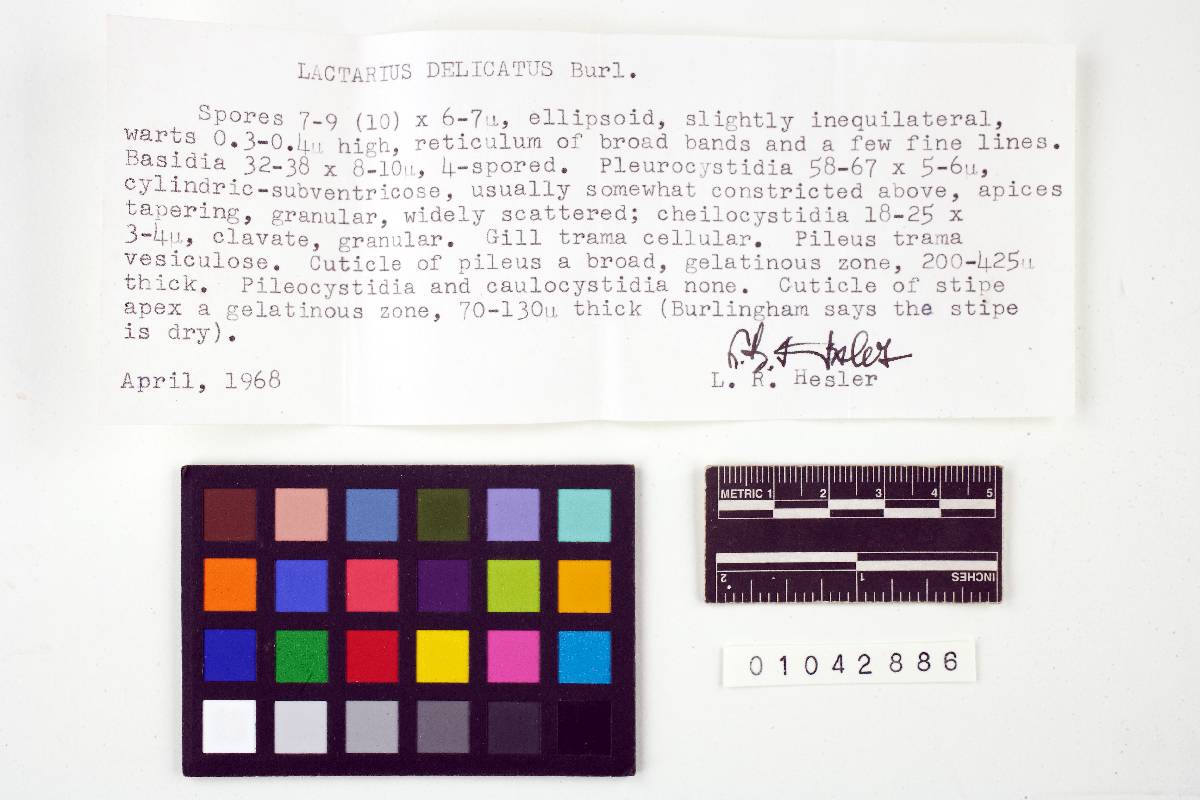 LACTARIUS DELICATUS Burl.
Spores 7-9 (10) x 6-7u, ellipsoid, slightly inequilateral,
warts 0.3-0.4u high, reticulum of broad bands and a few fine lines.
Basidia 32-38 x 8-10u, 4-spored. Pleurocystidia 58-67 x 5-6u,
cylindric-subventricose, usually somewhat constricted above, apices
tapering, granular, widely scattered; cheilocystidia 18-25 x
3-4u, clavate, granular. Gill trama cellular. Pileus trama
vesiculose. Cuticle of pileus a broad, gelatinous zone, 200-425u
thick. Pileocystidia and caulocystidia none. Cuticle of stipe
apex a gelatinous zone, 70-130u thick (Burlingham says the stipe
is dry).
L. R. Hesler
April, 1968
L. R. Hesler
METRIC 1 2 3 4 5
2 1 INCHES
01042886